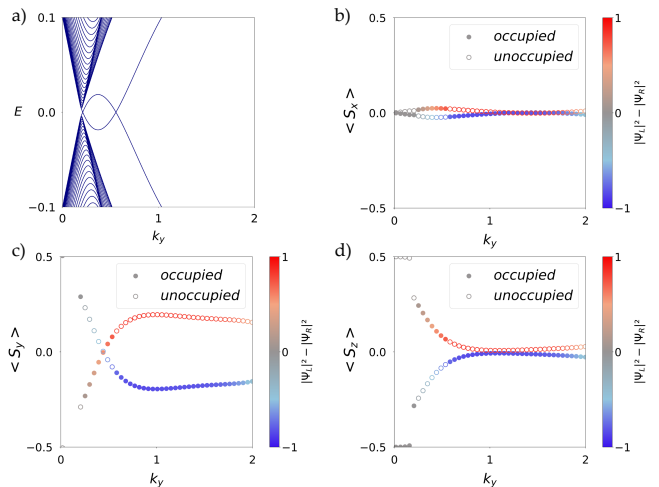 a)
0.1
0.0
−0.1
E
0
1
2
k_y
b)
0.5
0.0
−0.5
< S_x >
occupied
unoccupied
0
1
2
k_y
1
0
−1
|Ψ_L|² − |Ψ_R|²
c)
0.5
0.0
−0.5
< S_y >
occupied
unoccupied
0
1
2
k_y
1
0
−1
|Ψ_L|² − |Ψ_R|²
d)
0.5
0.0
−0.5
< S_z >
occupied
unoccupied
0
1
2
k_y
1
0
−1
|Ψ_L|² − |Ψ_R|²